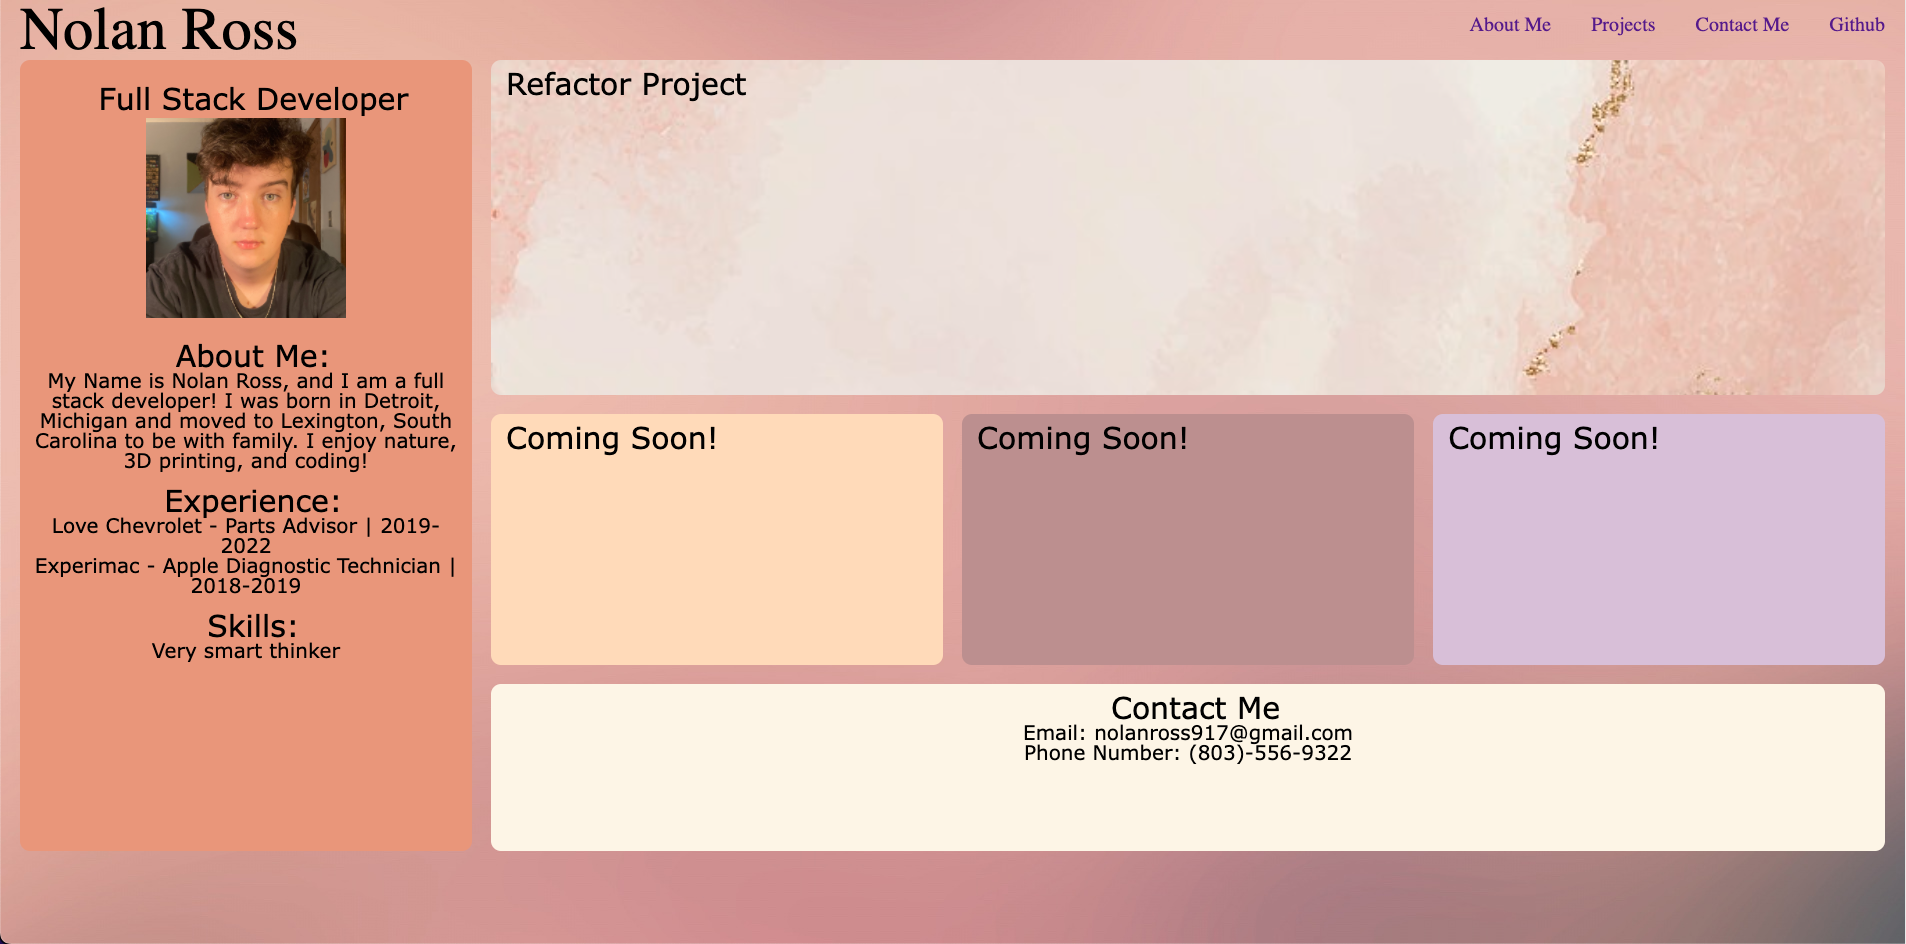 Nolan Ross
About Me
Projects
Contact Me
Github
Full Stack Developer
About Me:
My Name is Nolan Ross, and I am a full
stack developer! I was born in Detroit,
Michigan and moved to Lexington, South
Carolina to be with family. I enjoy nature,
3D printing, and coding!
Experience:
Love Chevrolet - Parts Advisor | 2019-
2022
Experimac - Apple Diagnostic Technician |
2018-2019
Skills:
Very smart thinker
Refactor Project
Coming Soon!
Coming Soon!
Coming Soon!
Contact Me
Email: nolanross917@gmail.com
Phone Number: (803)-556-9322